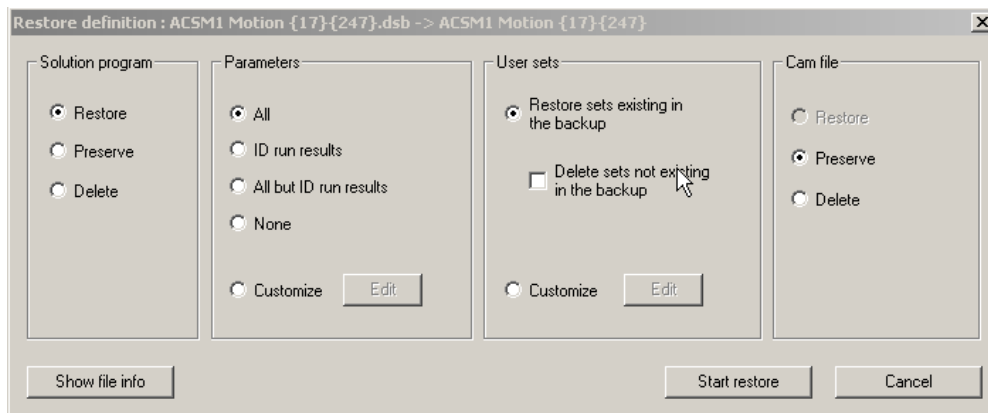 Restore definition : ACSM1 Motion {17}{247}.dsb -> ACSM1 Motion {17}{247}
Solution program
Restore
Preserve
Delete
Parameters
All
ID run results
All but ID run results
None
Customize
Edit
User sets
Restore sets existing in
the backup
Delete sets not existing
in the backup
Customize
Edit
Cam file
Restore
Preserve
Delete
Show file info
Start restore
Cancel